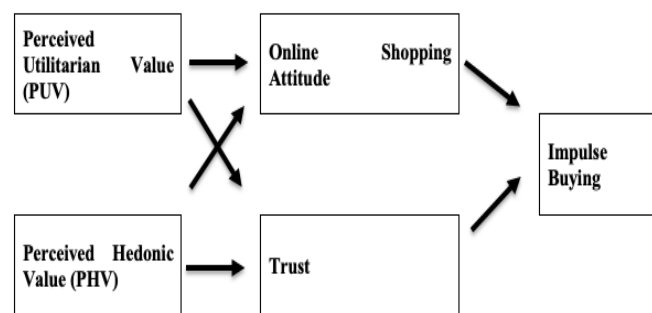 Perceived
Utilitarian Value
(PUV)
Online Shopping
Attitude
Impulse
Buying
Perceived Hedonic
Value (PHV)
Trust